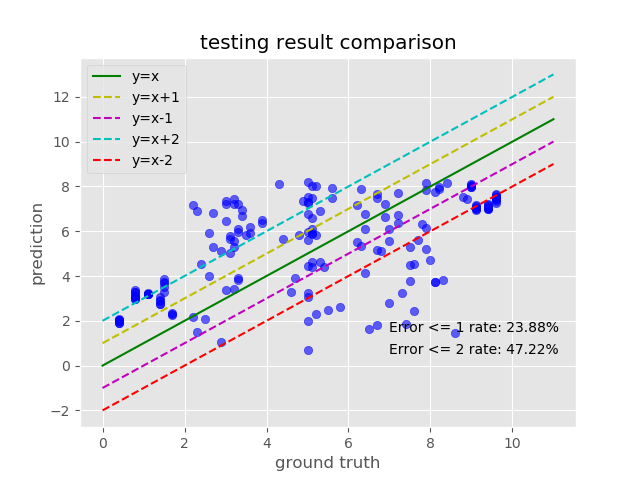 testing result comparison
y=x
y=x+1
y=x-1
y=x+2
y=x-2
12
10
8
6
4
2
0
−2
prediction
Error <= 1 rate: 23.88%
Error <= 2 rate: 47.22%
0 2 4 6 8 10
ground truth